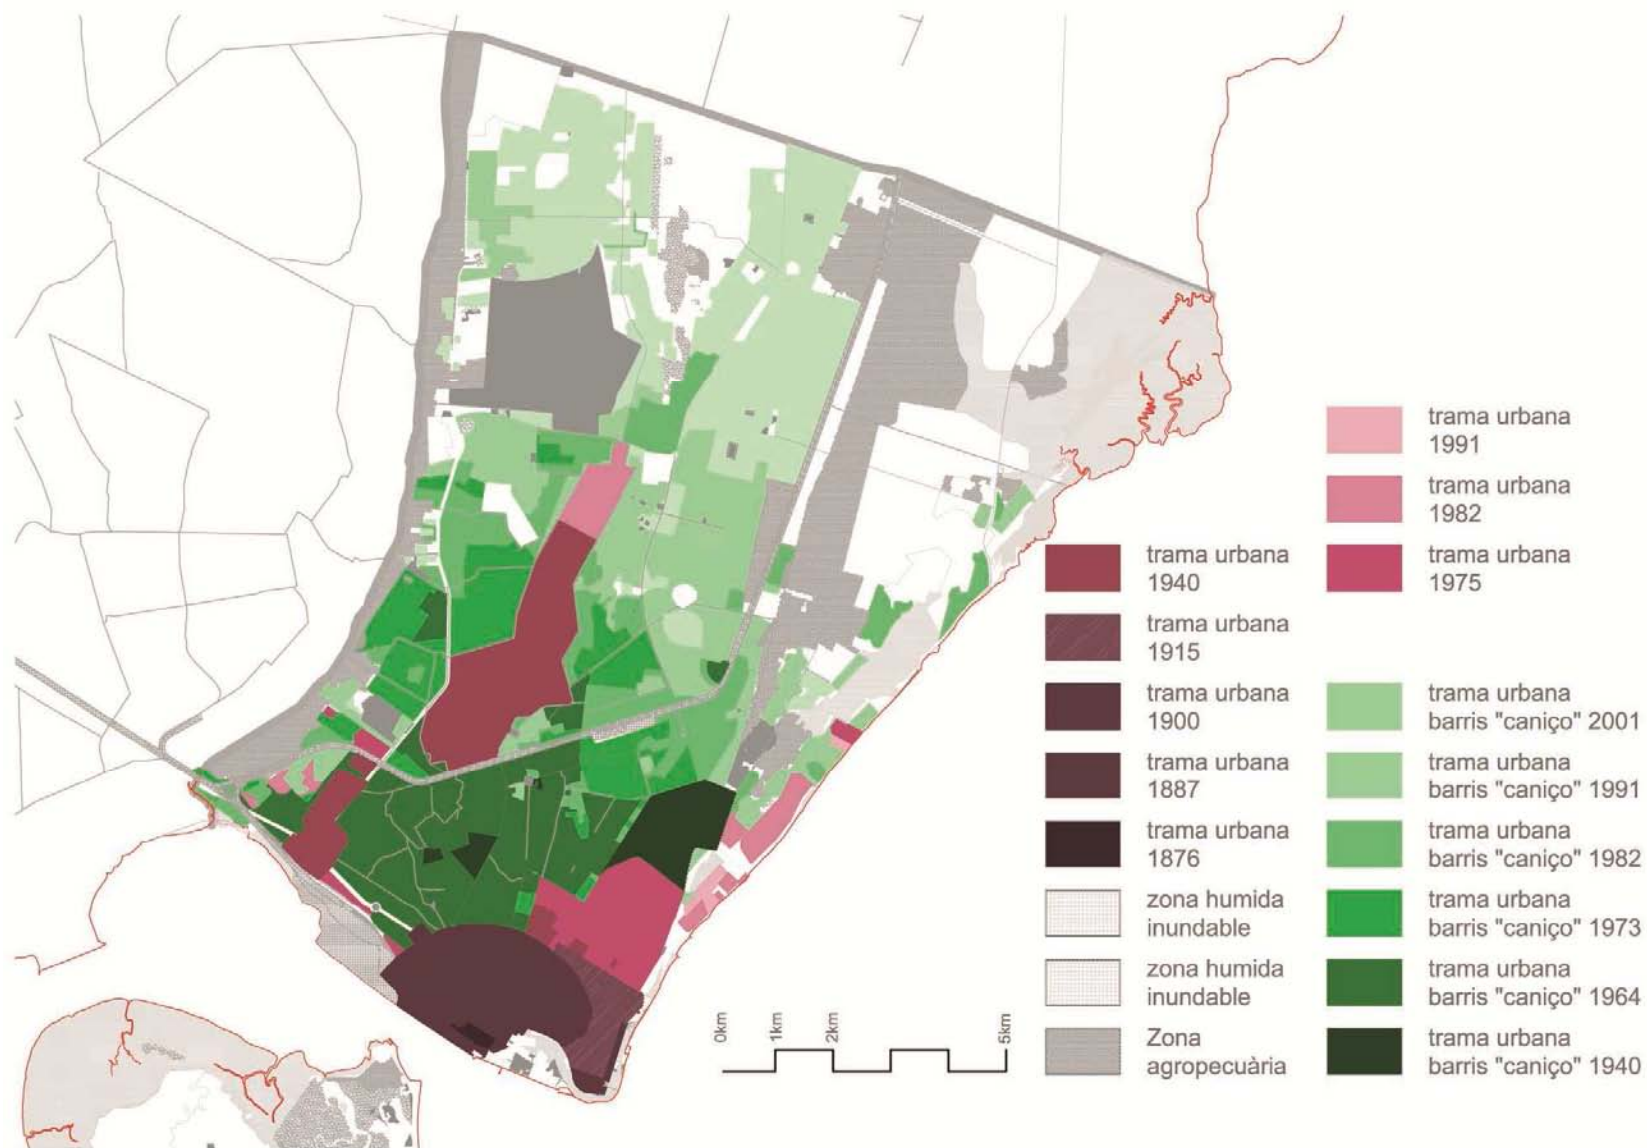 0km
1km
2km
5km
trama urbana
1940
trama urbana
1915
trama urbana
1900
trama urbana
1887
trama urbana
1876
zona humida
inundable
zona humida
inundable
Zona
agropecuària
trama urbana
1991
trama urbana
1982
trama urbana
1975
trama urbana
barris "caniço" 2001
trama urbana
barris "caniço" 1991
trama urbana
barris "caniço" 1982
trama urbana
barris "caniço" 1973
trama urbana
barris "caniço" 1964
trama urbana
barris "caniço" 1940